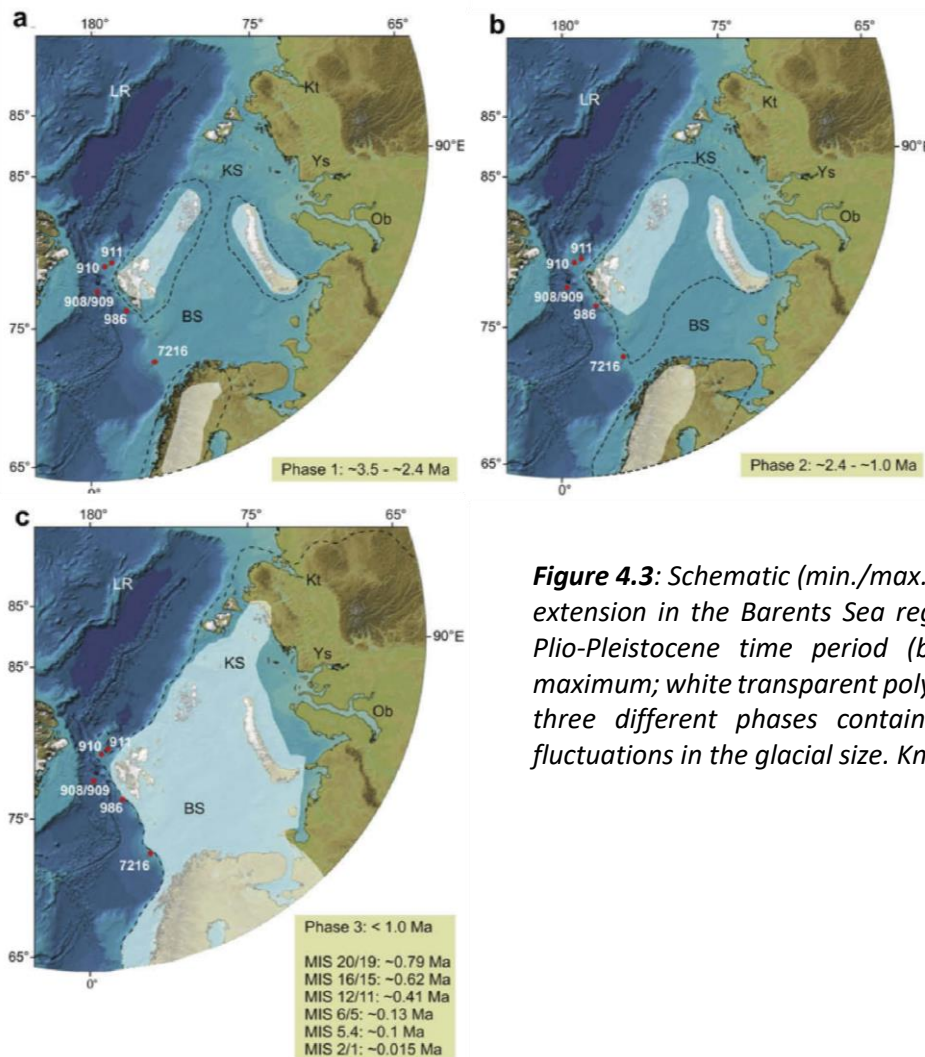 a
180°
75°
LR
Kt
85°
90°E
KS
Ys
85°
Ob
911
910
908/909
986
BS
75°
7216
65°
0°
Phase 1: ~3.5 - ~2.4 Ma
b
180°
75°
LR
Kt
85°
90°E
KS
85°
Ys
Ob
911
910
908/909
986
75°
BS
7216
65°
0°
Phase 2: ~2.4 - ~1.0 Ma
c
180°
75°
65°
LR
Kt
85°
90°E
KS
Ys
Ob
910
911
908/909
986
BS
75°
7216
65°
0°
Phase 3: < 1.0 Ma
MIS 20/19: ~0.79 Ma
MIS 16/15: ~0.62 Ma
MIS 12/11: ~0.41 Ma
MIS 6/5: ~0.13 Ma
MIS 5.4: ~0.1 Ma
MIS 2/1: ~0.015 Ma
Figure 4.3: Schematic (min./max.
extension in the Barents Sea reg
Plio-Pleistocene time period (b
maximum; white transparent poly
three different phases contain
fluctuations in the glacial size. Kn